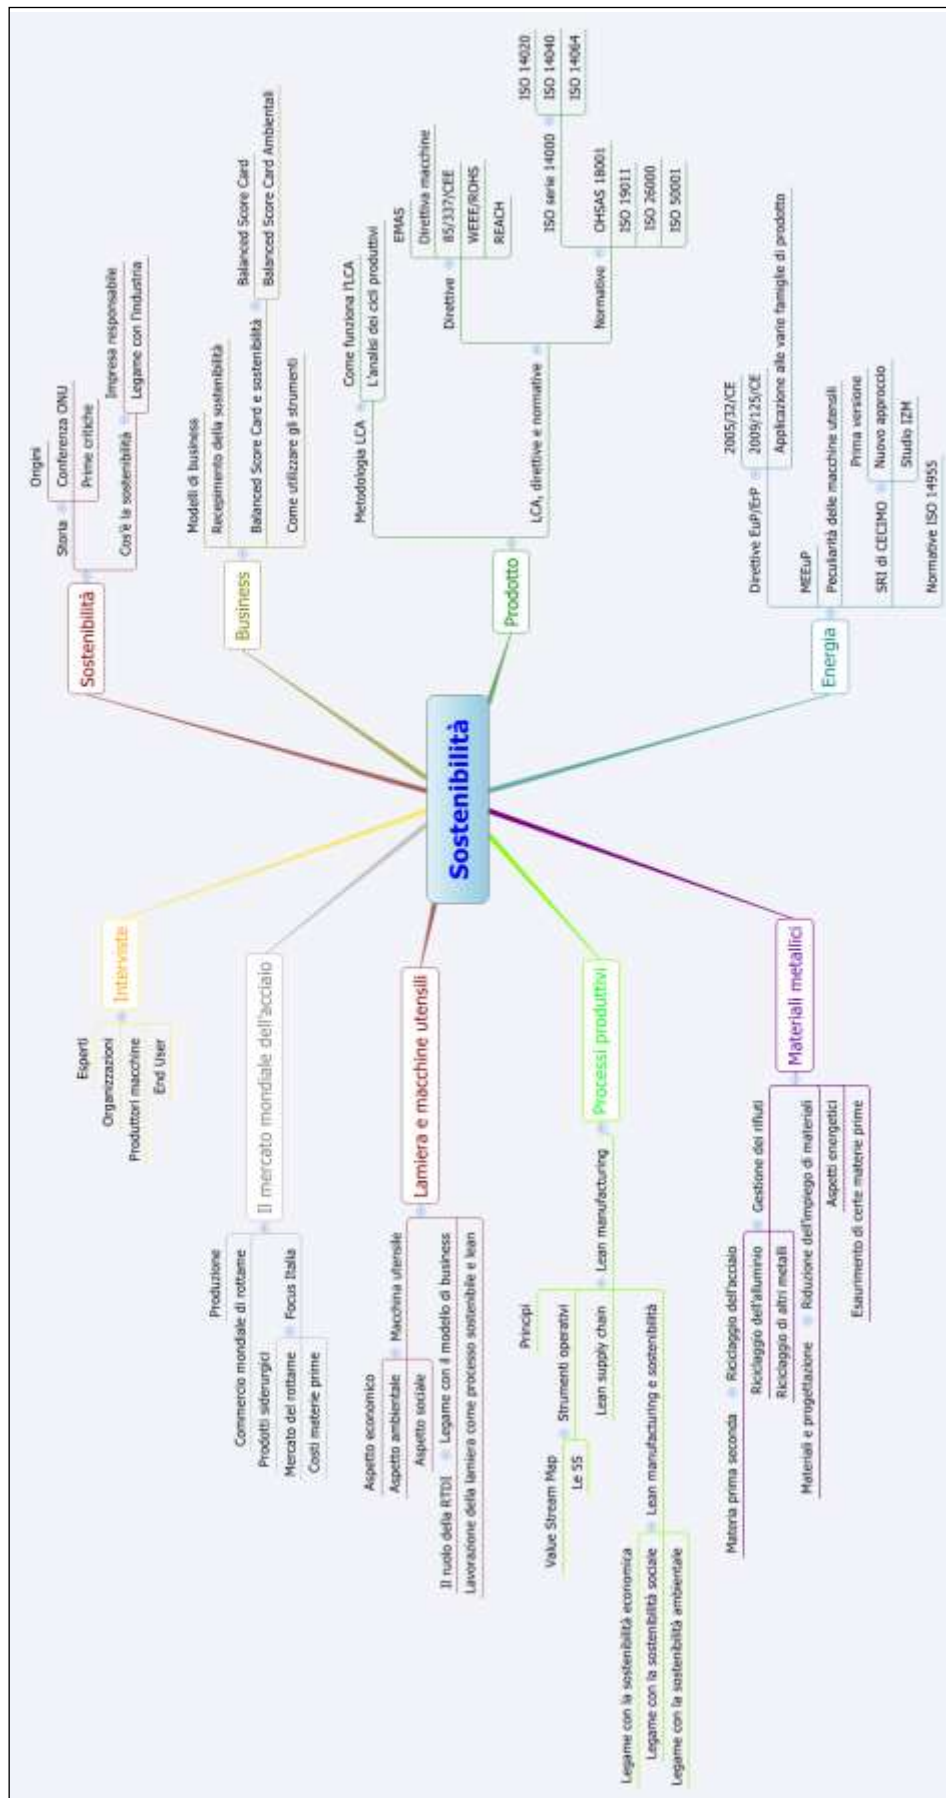 Sostenibilità
Sostenibilità
Storia
Origini
Conferenza ONU
Prime critiche
Cos'è la sostenibilità
Impresa responsabile
Legame con l'industria
Business
Modelli di business
Recepimento della sostenibilità
Balanced Score Card e sostenibilità
Balanced Score Card
Balanced Score Card Ambientali
Come utilizzare gli strumenti
Prodotto
Metodologia LCA
Come funziona l'LCA
L'analisi dei cicli produttivi
LCA, direttive e normative
Direttive
EMAS
Direttiva macchine
85/337/CEE
WEEE/ROHS
REACH
Normative
ISO serie 14000
ISO 14020
ISO 14040
ISO 14064
OHSAS 18001
ISO 19011
ISO 26000
ISO 50001
Energia
Direttive EuP/ErP
2005/32/CE
2009/125/CE
Applicazione alle varie famiglie di prodotto
MEEuP
Peculiarità delle macchine utensili
SRI di CECIMO
Prima versione
Nuovo approccio
Studio IZM
Normative ISO 14955
Interviste
Esperti
Organizzazioni
Produttori macchine
End User
Il mercato mondiale dell'acciaio
Produzione
Commercio mondiale di rottame
Prodotti siderurgici
Mercato del rottame
Costi materie prime
Focus Italia
Lamiera e macchine utensili
Aspetto economico
Aspetto ambientale
Aspetto sociale
Macchina utensile
Il ruolo della RTDI
Legame con il modello di business
Lavorazione della lamiera come processo sostenibile e lean
Processi produttivi
Lean manufacturing
Principi
Value Stream Map
Le 5S
Strumenti operativi
Lean supply chain
Legame con la sostenibilità economica
Legame con la sostenibilità sociale
Legame con la sostenibilità ambientale
Lean manufacturing e sostenibilità
Materiali metallici
Materia prima seconda
Riciclaggio dell'acciaio
Riciclaggio dell'alluminio
Riciclaggio di altri metalli
Gestione dei rifiuti
Materiali e progettazione
Riduzione dell'impiego di materiali
Aspetti energetici
Esaurimento di certe materie prime